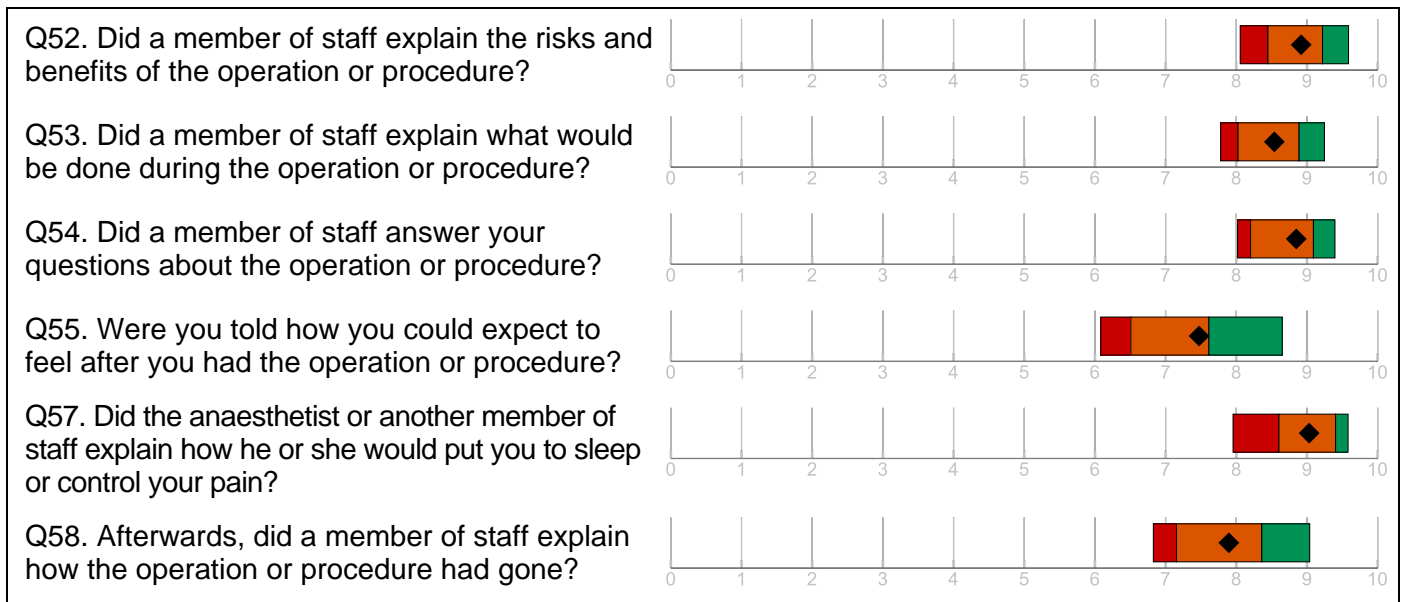 Q52. Did a member of staff explain the risks and
benefits of the operation or procedure?
0 1 2 3 4 5 6 7 8 9 10
Q53. Did a member of staff explain what would
be done during the operation or procedure?
0 1 2 3 4 5 6 7 8 9 10
Q54. Did a member of staff answer your
questions about the operation or procedure?
0 1 2 3 4 5 6 7 8 9 10
Q55. Were you told how you could expect to
feel after you had the operation or procedure?
0 1 2 3 4 5 6 7 8 9 10
Q57. Did the anaesthetist or another member of
staff explain how he or she would put you to sleep
or control your pain?
0 1 2 3 4 5 6 7 8 9 10
Q58. Afterwards, did a member of staff explain
how the operation or procedure had gone?
0 1 2 3 4 5 6 7 8 9 10